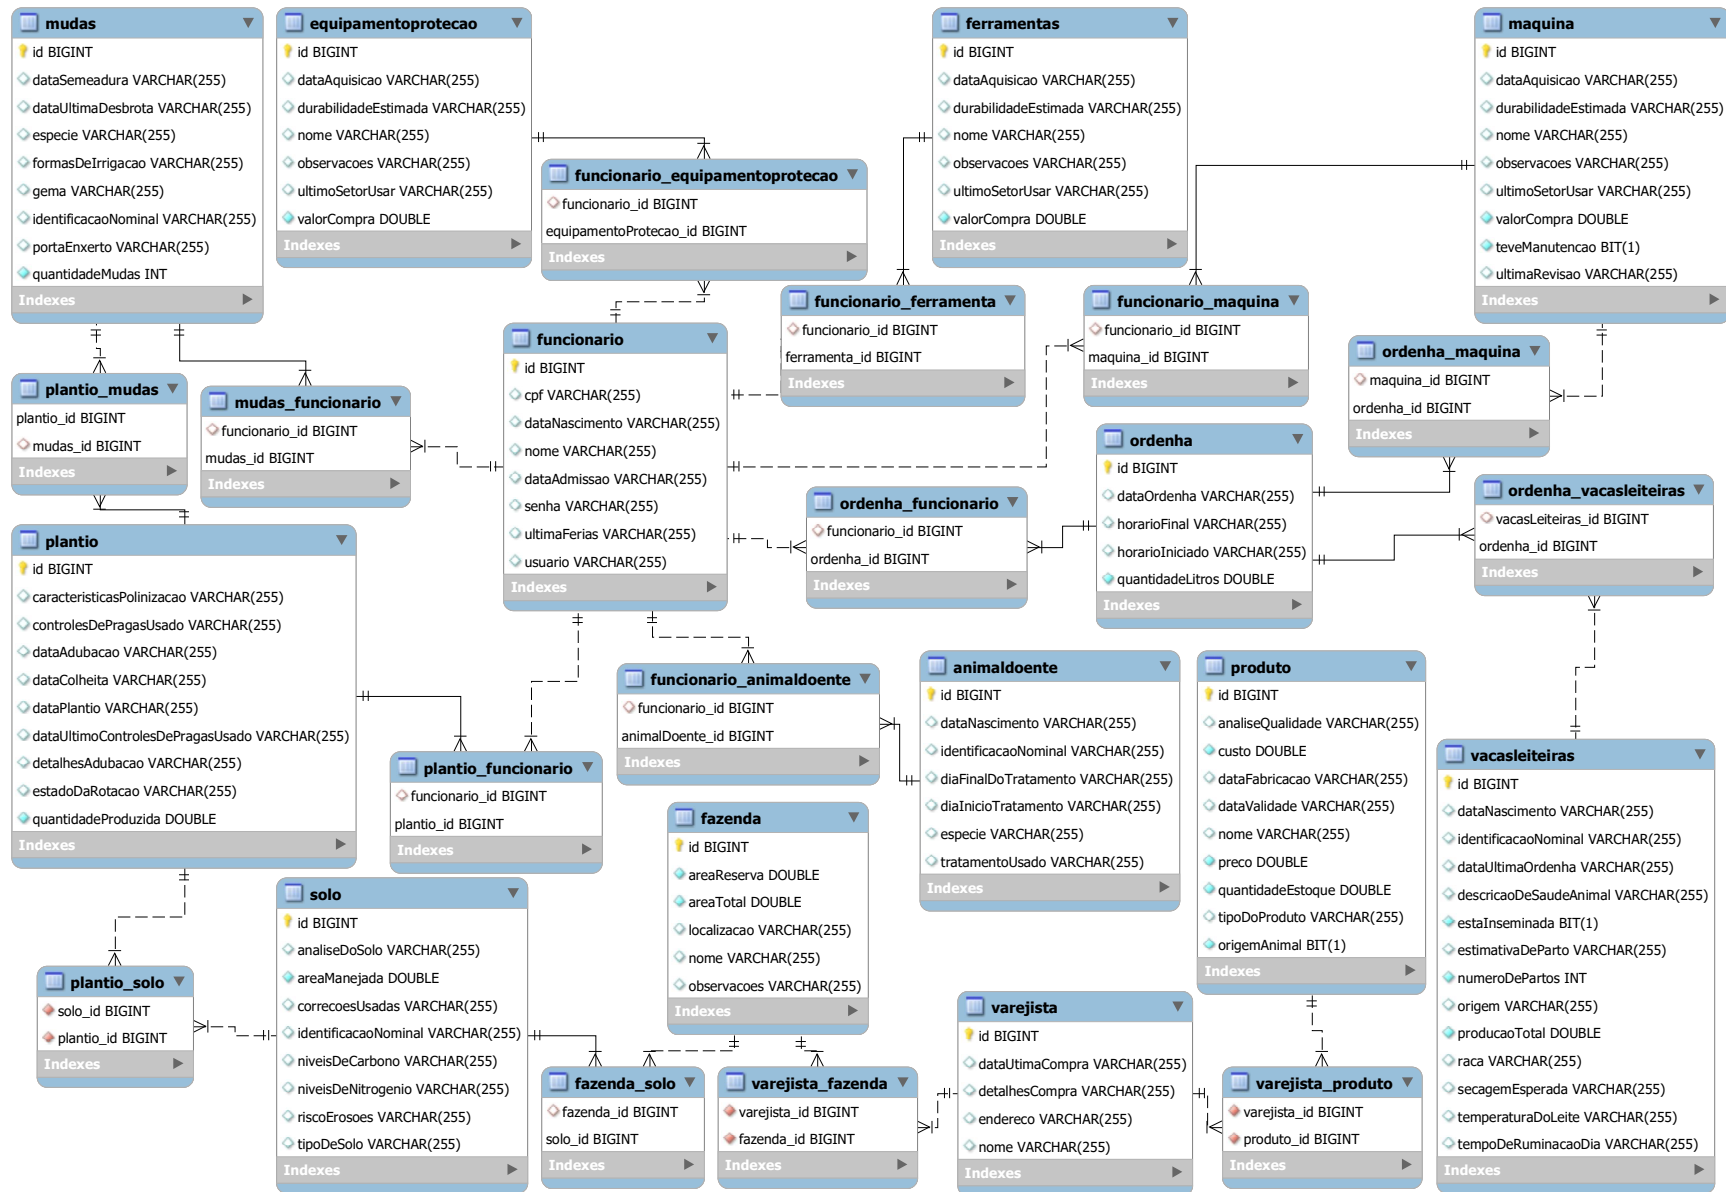 mudas
id BIGINT
dataSemeadura VARCHAR(255)
dataUltimaDesbrota VARCHAR(255)
especie VARCHAR(255)
formasDeIrrigacao VARCHAR(255)
gema VARCHAR(255)
identificacaoNominal VARCHAR(255)
portaEnxerto VARCHAR(255)
quantidadeMudas INT
Indexes
equipamentoprotecao
id BIGINT
dataAquisicao VARCHAR(255)
durabilidadeEstimada VARCHAR(255)
nome VARCHAR(255)
observacoes VARCHAR(255)
ultimoSetorUsar VARCHAR(255)
valorCompra DOUBLE
Indexes
ferramentas
id BIGINT
dataAquisicao VARCHAR(255)
durabilidadeEstimada VARCHAR(255)
nome VARCHAR(255)
observacoes VARCHAR(255)
ultimoSetorUsar VARCHAR(255)
valorCompra DOUBLE
Indexes
maquina
id BIGINT
dataAquisicao VARCHAR(255)
durabilidadeEstimada VARCHAR(255)
nome VARCHAR(255)
observacoes VARCHAR(255)
ultimoSetorUsar VARCHAR(255)
valorCompra DOUBLE
teveManutencao BIT(1)
ultimaRevisao VARCHAR(255)
Indexes
funcionario_equipamentoprotecao
funcionario_id BIGINT
equipamentoProtecao_id BIGINT
Indexes
funcionario_ferramenta
funcionario_id BIGINT
ferramenta_id BIGINT
Indexes
funcionario_maquina
funcionario_id BIGINT
maquina_id BIGINT
Indexes
funcionario
id BIGINT
cpf VARCHAR(255)
dataNascimento VARCHAR(255)
nome VARCHAR(255)
dataAdmissao VARCHAR(255)
senha VARCHAR(255)
ultimaFerias VARCHAR(255)
usuario VARCHAR(255)
Indexes
ordenha_maquina
maquina_id BIGINT
ordenha_id BIGINT
Indexes
plantio_mudas
plantio_id BIGINT
mudas_id BIGINT
Indexes
mudas_funcionario
funcionario_id BIGINT
mudas_id BIGINT
Indexes
ordenha
id BIGINT
dataOrdenha VARCHAR(255)
horarioFinal VARCHAR(255)
horarioIniciado VARCHAR(255)
quantidadeLitros DOUBLE
Indexes
ordenha_vacasleiteiras
vacasLeiteiras_id BIGINT
ordenha_id BIGINT
Indexes
ordenha_funcionario
funcionario_id BIGINT
ordenha_id BIGINT
Indexes
plantio
id BIGINT
caracteristicasPolinizacao VARCHAR(255)
controlesDePragasUsado VARCHAR(255)
dataAdubacao VARCHAR(255)
dataColheita VARCHAR(255)
dataPlantio VARCHAR(255)
dataUltimoControlesDePragasUsado VARCHAR(255)
detalhesAdubacao VARCHAR(255)
estadoDaRotacao VARCHAR(255)
quantidadeProduzida DOUBLE
Indexes
funcionario_animaldoente
funcionario_id BIGINT
animalDoente_id BIGINT
Indexes
animaldoente
id BIGINT
dataNascimento VARCHAR(255)
identificacaoNominal VARCHAR(255)
diaFinalDoTratamento VARCHAR(255)
diaInicioTratamento VARCHAR(255)
especie VARCHAR(255)
tratamentoUsado VARCHAR(255)
Indexes
produto
id BIGINT
analiseQualidade VARCHAR(255)
custo DOUBLE
dataFabricacao VARCHAR(255)
dataValidade VARCHAR(255)
nome VARCHAR(255)
preco DOUBLE
quantidadeEstoque DOUBLE
tipoDoProduto VARCHAR(255)
origemAnimal BIT(1)
Indexes
vacasleiteiras
id BIGINT
dataNascimento VARCHAR(255)
identificacaoNominal VARCHAR(255)
dataUltimaOrdenha VARCHAR(255)
descricaoDeSaudeAnimal VARCHAR(255)
estaInseminada BIT(1)
estimativaDeParto VARCHAR(255)
numeroDePartos INT
origem VARCHAR(255)
producaoTotal DOUBLE
raca VARCHAR(255)
secagemEsperada VARCHAR(255)
temperaturaDoLeite VARCHAR(255)
tempoDeRuminacaoDia VARCHAR(255)
Indexes
plantio_funcionario
funcionario_id BIGINT
plantio_id BIGINT
Indexes
fazenda
id BIGINT
areaReserva DOUBLE
areaTotal DOUBLE
localizacao VARCHAR(255)
nome VARCHAR(255)
observacoes VARCHAR(255)
Indexes
solo
id BIGINT
analiseDoSolo VARCHAR(255)
areaManejada DOUBLE
correcoesUsadas VARCHAR(255)
identificacaoNominal VARCHAR(255)
niveisDeCarbono VARCHAR(255)
niveisDeNitrogenio VARCHAR(255)
riscoErosoes VARCHAR(255)
tipoDeSolo VARCHAR(255)
Indexes
plantio_solo
solo_id BIGINT
plantio_id BIGINT
Indexes
fazenda_solo
fazenda_id BIGINT
solo_id BIGINT
Indexes
varejista_fazenda
varejista_id BIGINT
fazenda_id BIGINT
Indexes
varejista
id BIGINT
dataUtimaCompra VARCHAR(255)
detalhesCompra VARCHAR(255)
endereco VARCHAR(255)
nome VARCHAR(255)
Indexes
varejista_produto
varejista_id BIGINT
produto_id BIGINT
Indexes